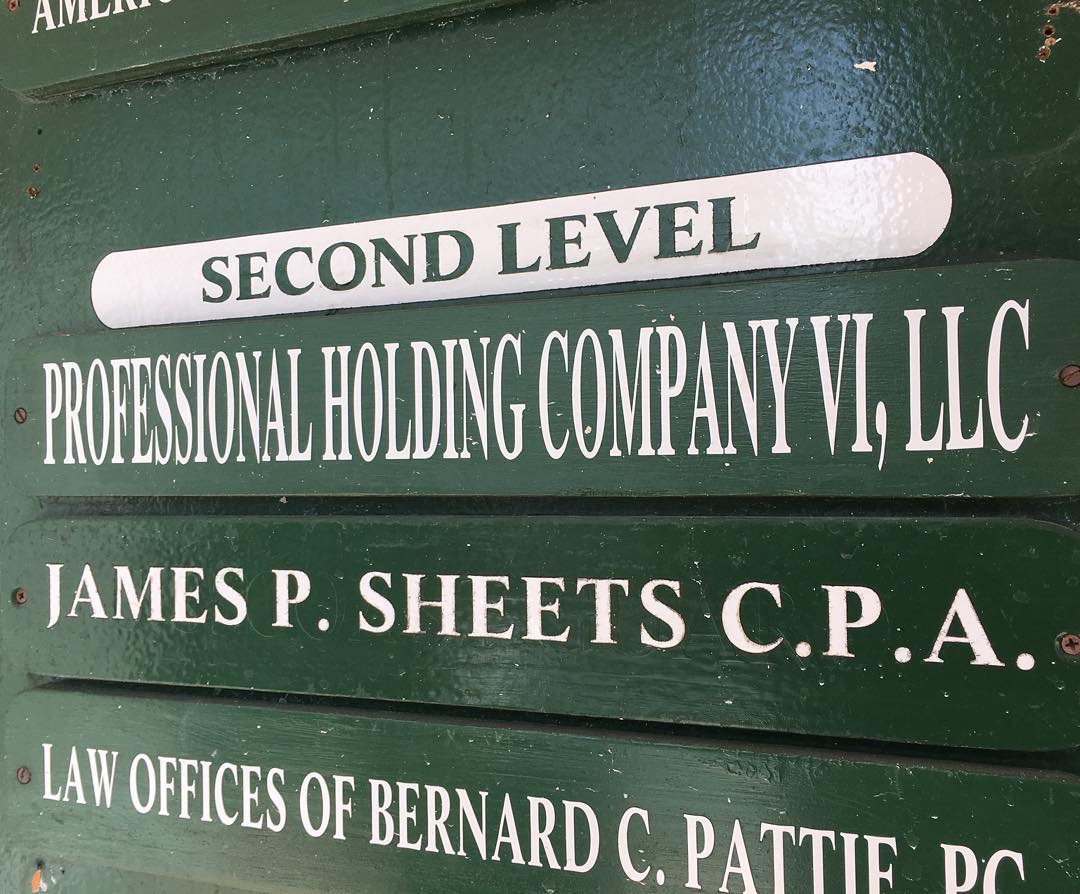 SECOND LEVEL
PROFESSIONAL HOLDING COMPANY VI, LLC
JAMES P. SHEETS C.P.A.
LAW OFFICES OF BERNARD C. PATTIE, PC